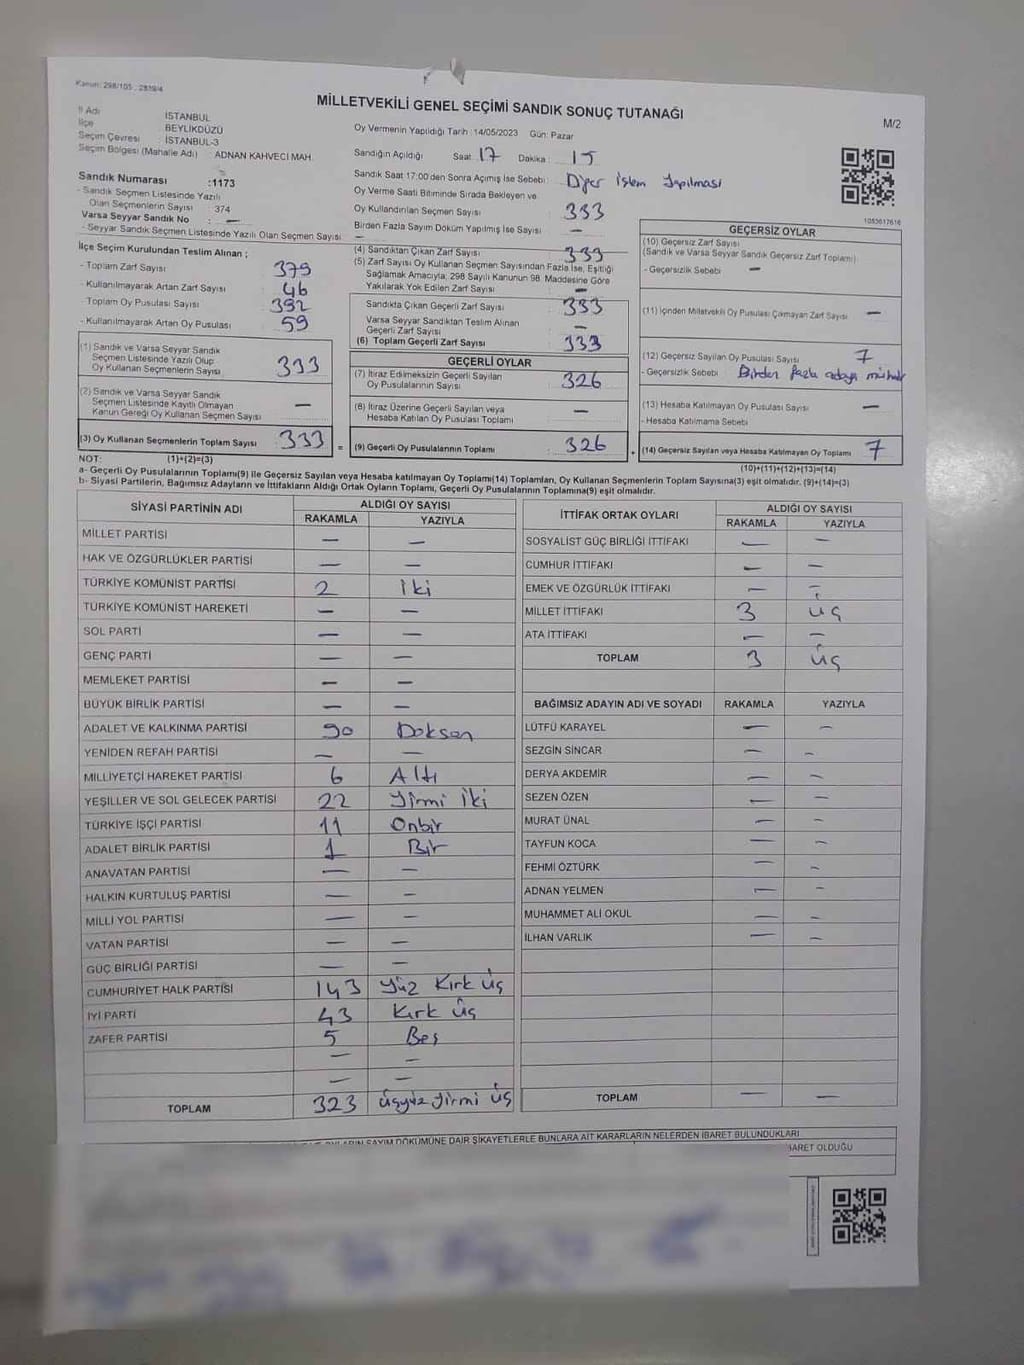 Kanun: 298/105 - 2839/4
MİLLETVEKİLİ GENEL SEÇİMİ SANDIK SONUÇ TUTANAĞI
M/2
İl Adı İSTANBUL
İlçe BEYLİKDÜZÜ
Seçim Çevresi İSTANBUL-3
Seçim Bölgesi (Mahalle Adı) ADNAN KAHVECİ MAH.
Sandık Numarası :1173
- Sandık Seçmen Listesinde Yazılı
Olan Seçmenlerin Sayısı : 374
Varsa Seyyar Sandık No : —
- Seyyar Sandık Seçmen Listesinde Yazılı Olan Seçmen Sayısı : —
Oy Vermenin Yapıldığı Tarih :14/05/2023 Gün: Pazar
Sandığın Açıldığı Saat 17 Dakika 15
Sandık Saat 17:00'den Sonra Açımış İse Sebebi: Diğer İşlem Yapılması
Oy Verme Saati Bitiminde Sırada Bekleyen ve
Oy Kullandırılan Seçmen Sayısı 333
Birden Fazla Sayım Döküm Yapılmış İse Sayısı —
İlçe Seçim Kurulundan Teslim Alınan ;
- Toplam Zarf Sayısı 379
- Kullanılmayarak Artan Zarf Sayısı : 46
- Toplam Oy Pusulası Sayısı 392
- Kullanılmayarak Artan Oy Pusulası : 59
(1) Sandık ve Varsa Seyyar Sandık
Seçmen Listesinde Yazılı Olup
Oy Kullanan Seçmenlerin Sayısı 333
(2) Sandık ve Varsa Seyyar Sandık
Seçmen Listesinde Kayıtlı Olmayan
Kanun Gereği Oy Kullanan Seçmen Sayısı —
(3) Oy Kullanan Seçmenlerin Toplam Sayısı 333 =
(4) Sandıktan Çıkan Zarf Sayısı 333
(5) Zarf Sayısı Oy Kullanan Seçmen Sayısından Fazla İse, Eşitliği
Sağlamak Amacıyla; 298 Sayılı Kanunun 98. Maddesine Göre
Yakılarak Yok Edilen Zarf Sayısı —
Sandıkta Çıkan Geçerli Zarf Sayısı 333
Varsa Seyyar Sandıktan Teslim Alınan
Geçerli Zarf Sayısı —
(6) Toplam Geçerli Zarf Sayısı 333
GEÇERLİ OYLAR
(7) İtiraz Edilmeksizin Geçerli Sayılan
Oy Pusulalarının Sayısı 326
(8) İtiraz Üzerine Geçerli Sayılan veya
Hesaba Katılan Oy Pusulası Toplamı —
(9) Geçerli Oy Pusulalarının Toplamı 326 +
1053617616
GEÇERSİZ OYLAR
(10) Geçersiz Zarf Sayısı
(Sandık ve Varsa Seyyar Sandık Geçersiz Zarf Toplamı)
- Geçersizlik Sebebi —
(11) İçinden Milletvekili Oy Pusulası Çıkmayan Zarf Sayısı —
(12) Geçersiz Sayılan Oy Pusulası Sayısı 7
- Geçersizlik Sebebi Birden fazla adaya mühür
(13) Hesaba Katılmayan Oy Pusulası Sayısı —
- Hesaba Katılmama Sebebi
(14) Geçersiz Sayılan veya Hesaba Katılmayan Oy Toplamı 7
NOT: (1)+(2)=(3) (10)+(11)+(12)+(13)=(14)
a- Geçerli Oy Pusulalarının Toplamı(9) ile Geçersiz Sayılan veya Hesaba katılmayan Oy Toplamı(14) Toplamları, Oy Kullanan Seçmenlerin Toplam Sayısına(3) eşit olmalıdır. (9)+(14)=(3)
b- Siyasi Partilerin, Bağımsız Adayların ve İttifakların Aldığı Ortak Oyların Toplamı, Geçerli Oy Pusulalarının Toplamına(9) eşit olmalıdır.
SİYASİ PARTİNİN ADI ALDIĞI OY SAYISI
RAKAMLA YAZIYLA
MİLLET PARTİSİ — —
HAK VE ÖZGÜRLÜKLER PARTİSİ — —
TÜRKİYE KOMÜNİST PARTİSİ 2 İki
TÜRKİYE KOMÜNİST HAREKETİ — —
SOL PARTİ — —
GENÇ PARTİ — —
MEMLEKET PARTİSİ — —
BÜYÜK BİRLİK PARTİSİ — —
ADALET VE KALKINMA PARTİSİ 90 Doksan
YENİDEN REFAH PARTİSİ — —
MİLLİYETÇİ HAREKET PARTİSİ 6 Altı
YEŞİLLER VE SOL GELECEK PARTİSİ 22 Yirmi İki
TÜRKİYE İŞÇİ PARTİSİ 11 Onbir
ADALET BİRLİK PARTİSİ 1 Bir
ANAVATAN PARTİSİ — —
HALKIN KURTULUŞ PARTİSİ — —
MİLLİ YOL PARTİSİ — —
VATAN PARTİSİ — —
GÜÇ BİRLİĞİ PARTİSİ — —
CUMHURİYET HALK PARTİSİ 143 Yüz Kırk Üç
İYİ PARTİ 43 Kırk Üç
ZAFER PARTİSİ 5 Beş
— —
— —
TOPLAM 323 Üçyüz Yirmi Üç
İTTİFAK ORTAK OYLARI ALDIĞI OY SAYISI
RAKAMLA YAZIYLA
SOSYALİST GÜÇ BİRLİĞİ İTTİFAKI — —
CUMHUR İTTİFAKI — —
EMEK VE ÖZGÜRLÜK İTTİFAKI — —
MİLLET İTTİFAKI 3 üç
ATA İTTİFAKI — —
TOPLAM 3 Üç
BAĞIMSIZ ADAYIN ADI VE SOYADI RAKAMLA YAZIYLA
LÜTFÜ KARAYEL — —
SEZGİN SİNCAR — —
DERYA AKDEMİR — —
SEZEN ÖZEN — —
MURAT ÜNAL — —
TAYFUN KOCA — —
FEHMİ ÖZTÜRK — —
ADNAN YELMEN — —
MUHAMMET ALİ OKUL — —
İLHAN VARLIK — —
TOPLAM — —
SAYIM DÖKÜMÜNE DAİR ŞİKAYETLERLE BUNLARA AİT KARARLARIN NELERDEN İBARET BULUNDUKLARI
İBARET OLDUĞU